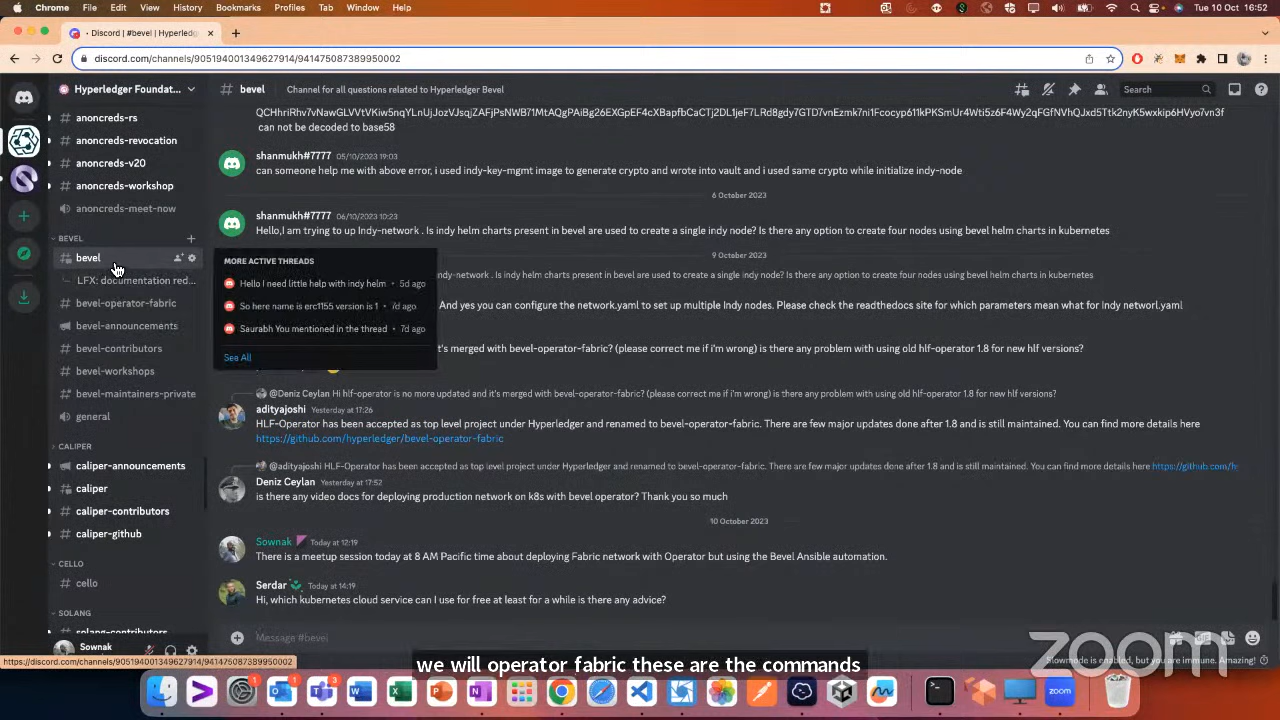 Chrome File Edit View History Bookmarks Profiles Tab Window Help
Tue 10 Oct 16:52
Discord | #bevel | Hyperledg
discord.com/channels/905194001349627914/941475087389950002
Hyperledger Foundat...
# bevel Channel for all questions related to Hyperledger Bevel
Search
anoncreds-rs
anoncreds-revocation
anoncreds-v20
anoncreds-workshop
anoncreds-meet-now
BEVEL
bevel
LFX: documentation red...
bevel-operator-fabric
bevel-announcements
bevel-contributors
bevel-workshops
bevel-maintainers-private
general
CALIPER
caliper-announcements
caliper
caliper-contributors
caliper-github
CELLO
cello
SOLANG
solang-contributors
Sownak
can not be decoded to base58
shanmukh#7777 05/10/2023 19:03
can someone help me with above error, i used indy-key-mgmt image to generate crypto and wrote into vault and i used same crypto while initialize indy-node
6 October 2023
shanmukh#7777 06/10/2023 10:23
Hello,I am trying to up Indy-network . Is indy helm charts present in bevel are used to create a single indy node? Is there any option to create four nodes using bevel helm charts in kubernetes
9 October 2023
ndy-network . Is indy helm charts present in bevel are used to create a single indy node? Is there any option to create four nodes using bevel helm charts in kubernetes
And yes you can configure the network.yaml to set up multiple Indy nodes. Please check the readthedocs site for which parameters mean what for Indy networl.yaml
t's merged with bevel-operator-fabric? (please correct me if i'm wrong) is there any problem with using old hlf-operator 1.8 for new hlf versions?
MORE ACTIVE THREADS
Hello I need little help with indy helm • 5d ago
So here name is erc1155 version is 1 • 7d ago
Saurabh You mentioned in the thread • 7d ago
See All
@Deniz Ceylan Hi hlf-operator is no more updated and it's merged with bevel-operator-fabric? (please correct me if i'm wrong) is there any problem with using old hlf-operator 1.8 for new hlf versions?
adityajoshi Yesterday at 17:26
HLF-Operator has been accepted as top level project under Hyperledger and renamed to bevel-operator-fabric. There are few major updates done after 1.8 and is still maintained. You can find more details here
https://github.com/hyperledger/bevel-operator-fabric
@adityajoshi HLF-Operator has been accepted as top level project under Hyperledger and renamed to bevel-operator-fabric. There are few major updates done after 1.8 and is still maintained. You can find more details here https://github.com/h
Deniz Ceylan Yesterday at 17:52
is there any video docs for deploying production network on k8s with bevel operator? Thank you so much
10 October 2023
Sownak Today at 12:19
There is a meetup session today at 8 AM Pacific time about deploying Fabric network with Operator but using the Bevel Ansible automation.
Serdar Today at 14:19
Hi, which kubernetes cloud service can I use for free at least for a while is there any advice?
Message #bevel
zoom
Slowmode is enabled, but you are immune. Amazing!
https://discord.com/channels/905194001349627914/941475087389950002
we will operator fabric these are the commands
zoom